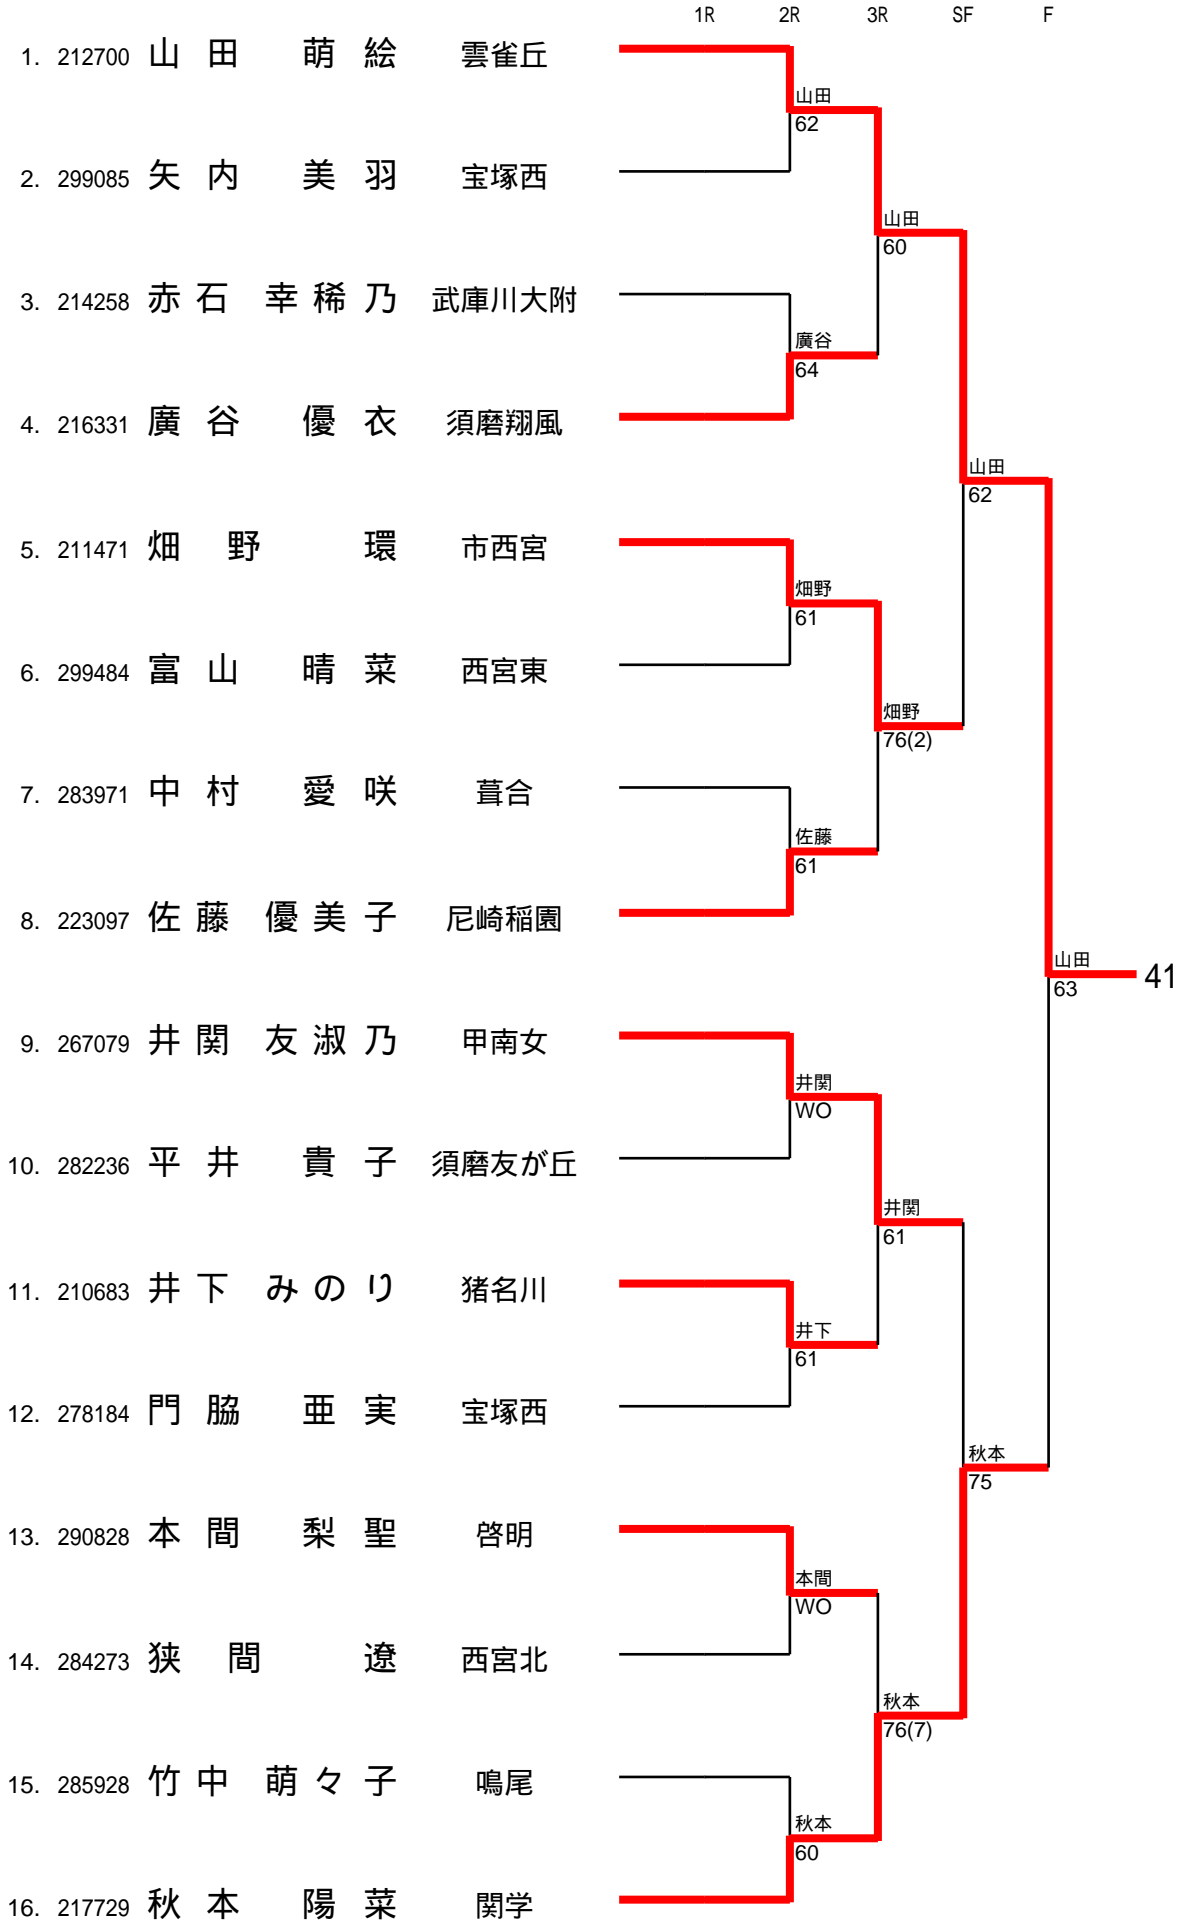 1R 2R 3R SF F
1. 212700 山田 萌絵 雲雀丘
山田
62
2. 299085 矢内 美羽 宝塚西
山田
60
3. 214258 赤石 幸稀乃 武庫川大附
廣谷
64
4. 216331 廣谷 優衣 須磨翔風
山田
62
5. 211471 畑野 環 市西宮
畑野
61
6. 299484 富山 晴菜 西宮東
畑野
76(2)
7. 283971 中村 愛咲 葺合
佐藤
61
8. 223097 佐藤 優美子 尼崎稲園
山田
63
41
9. 267079 井関 友淑乃 甲南女
井関
WO
10. 282236 平井 貴子 須磨友が丘
井関
61
11. 210683 井下 みのり 猪名川
井下
61
12. 278184 門脇 亜実 宝塚西
秋本
75
13. 290828 本間 梨聖 啓明
本間
WO
14. 284273 狭間 遼 西宮北
秋本
76(7)
15. 285928 竹中 萌々子 鳴尾
秋本
60
16. 217729 秋本 陽菜 関学